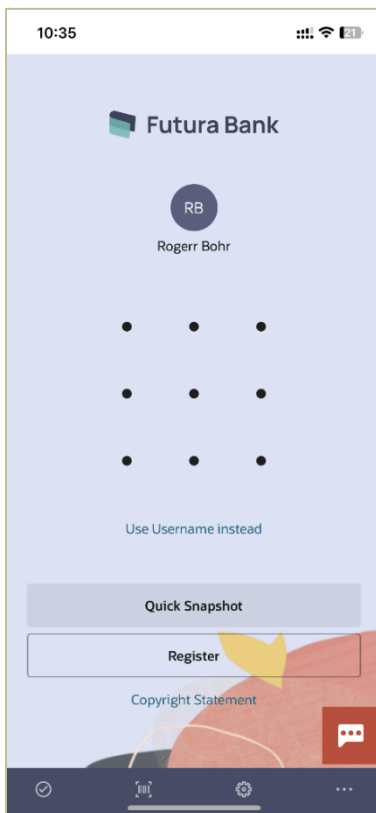 10:35
21
Futura Bank
RB
Rogerr Bohr
Use Username instead
Quick Snapshot
Register
Copyright Statement